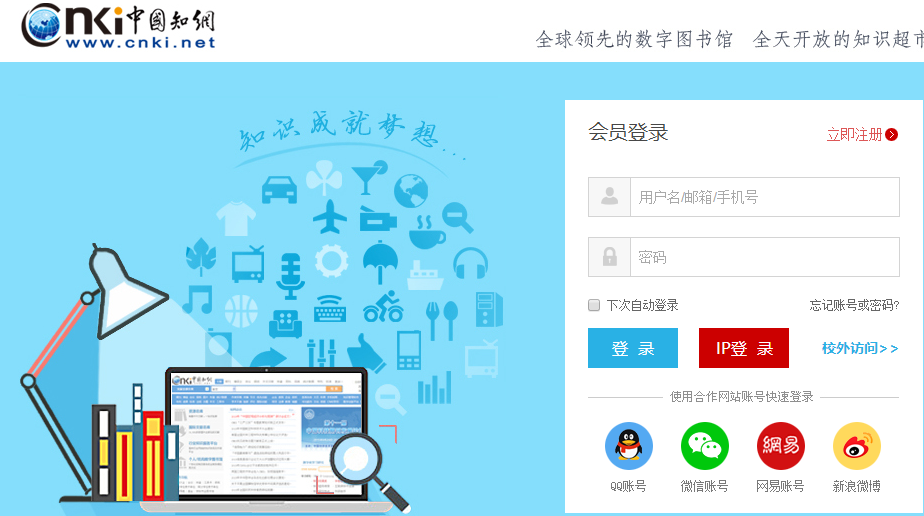 cnki中國知網
www.cnki.net
全球领先的数字图书馆 全天开放的知识超市
知识成就梦想...
会员登录
立即注册
用户名/邮箱/手机号
密码
下次自动登录 忘记账号或密码?
登 录 IP登 录 校外访问>>
使用合作网站账号快速登录
網易
QQ账号 微信账号 网易账号 新浪微博